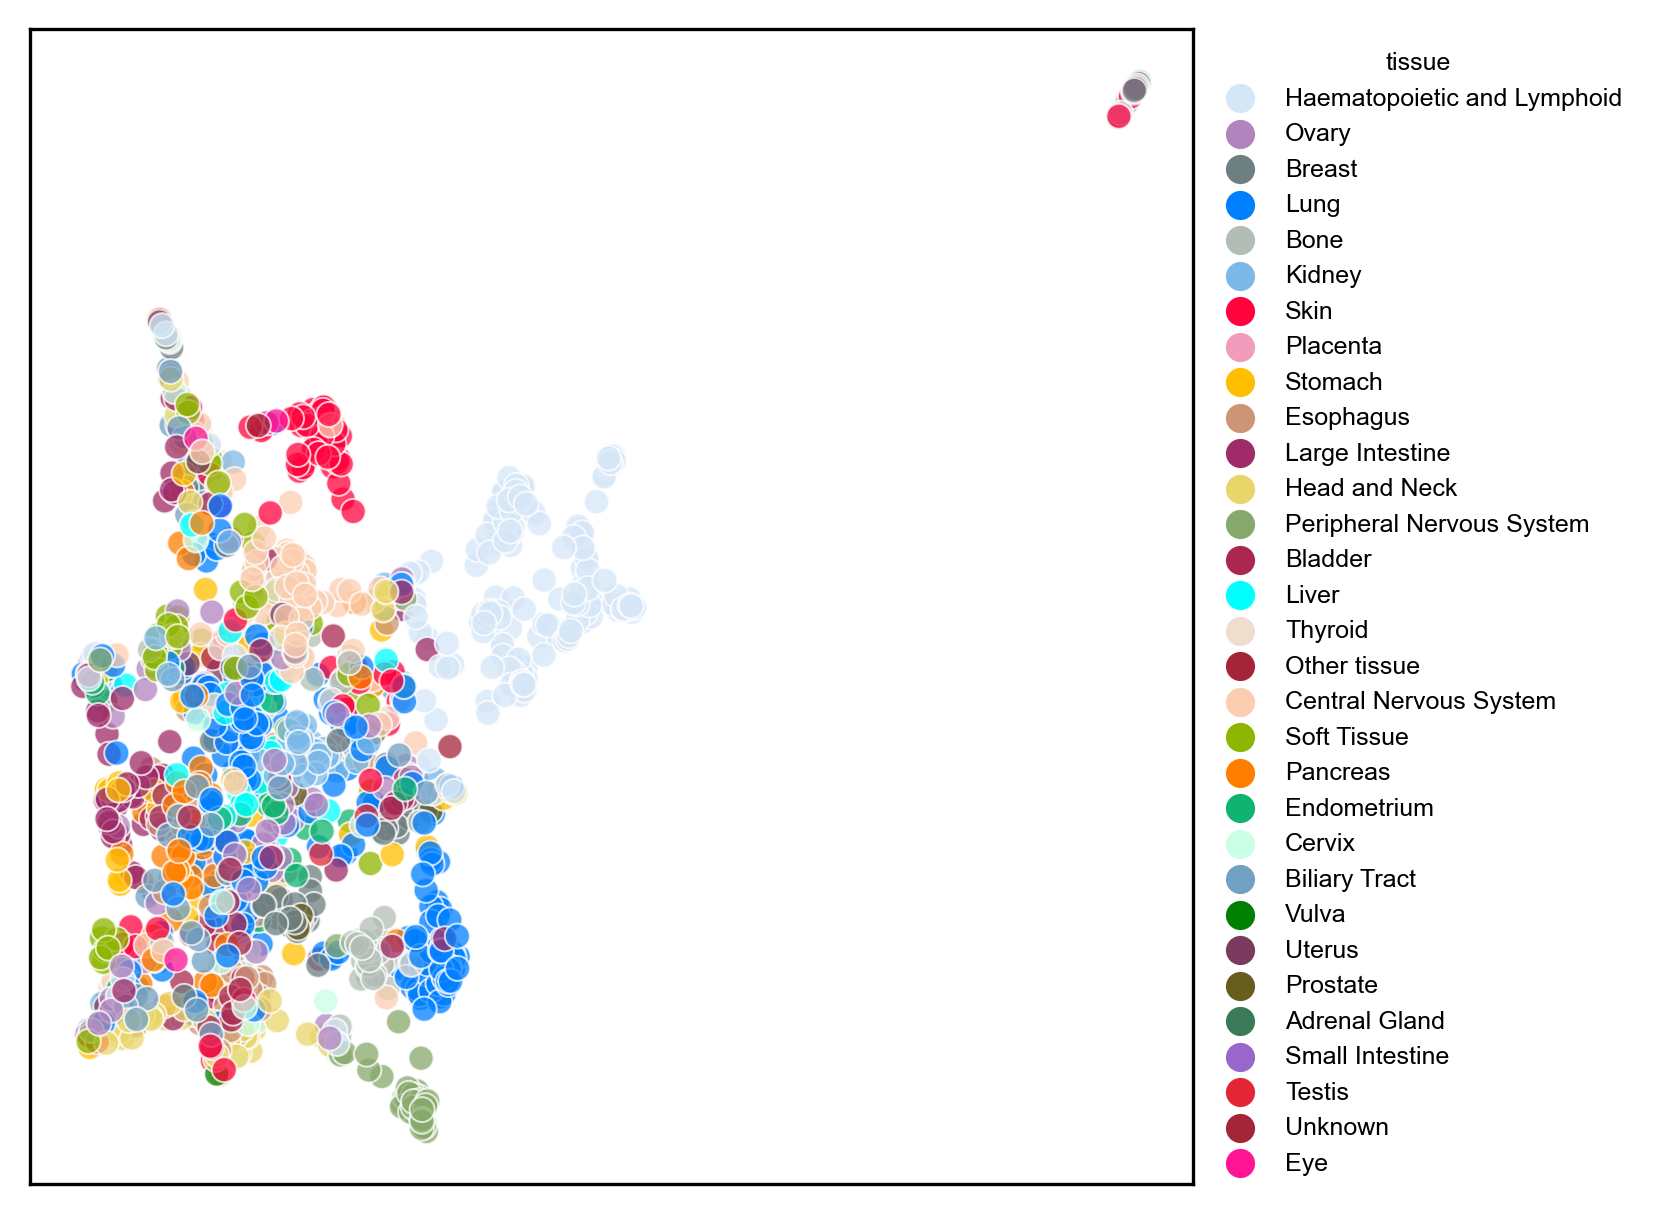 tissue
Haematopoietic and Lymphoid
Ovary
Breast
Lung
Bone
Kidney
Skin
Placenta
Stomach
Esophagus
Large Intestine
Head and Neck
Peripheral Nervous System
Bladder
Liver
Thyroid
Other tissue
Central Nervous System
Soft Tissue
Pancreas
Endometrium
Cervix
Biliary Tract
Vulva
Uterus
Prostate
Adrenal Gland
Small Intestine
Testis
Unknown
Eye